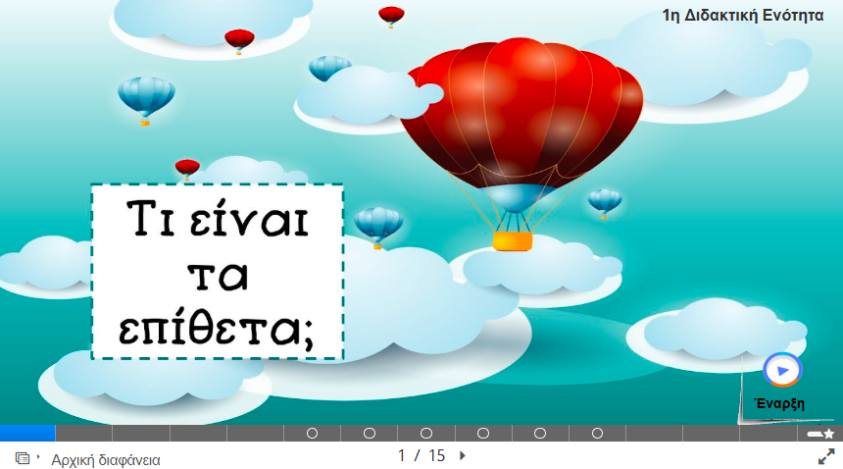 1η Διδακτική Ενότητα
Τι είναι
τα
επίθετα;
Έναρξη
Αρχική διαφάνεια
1 / 15